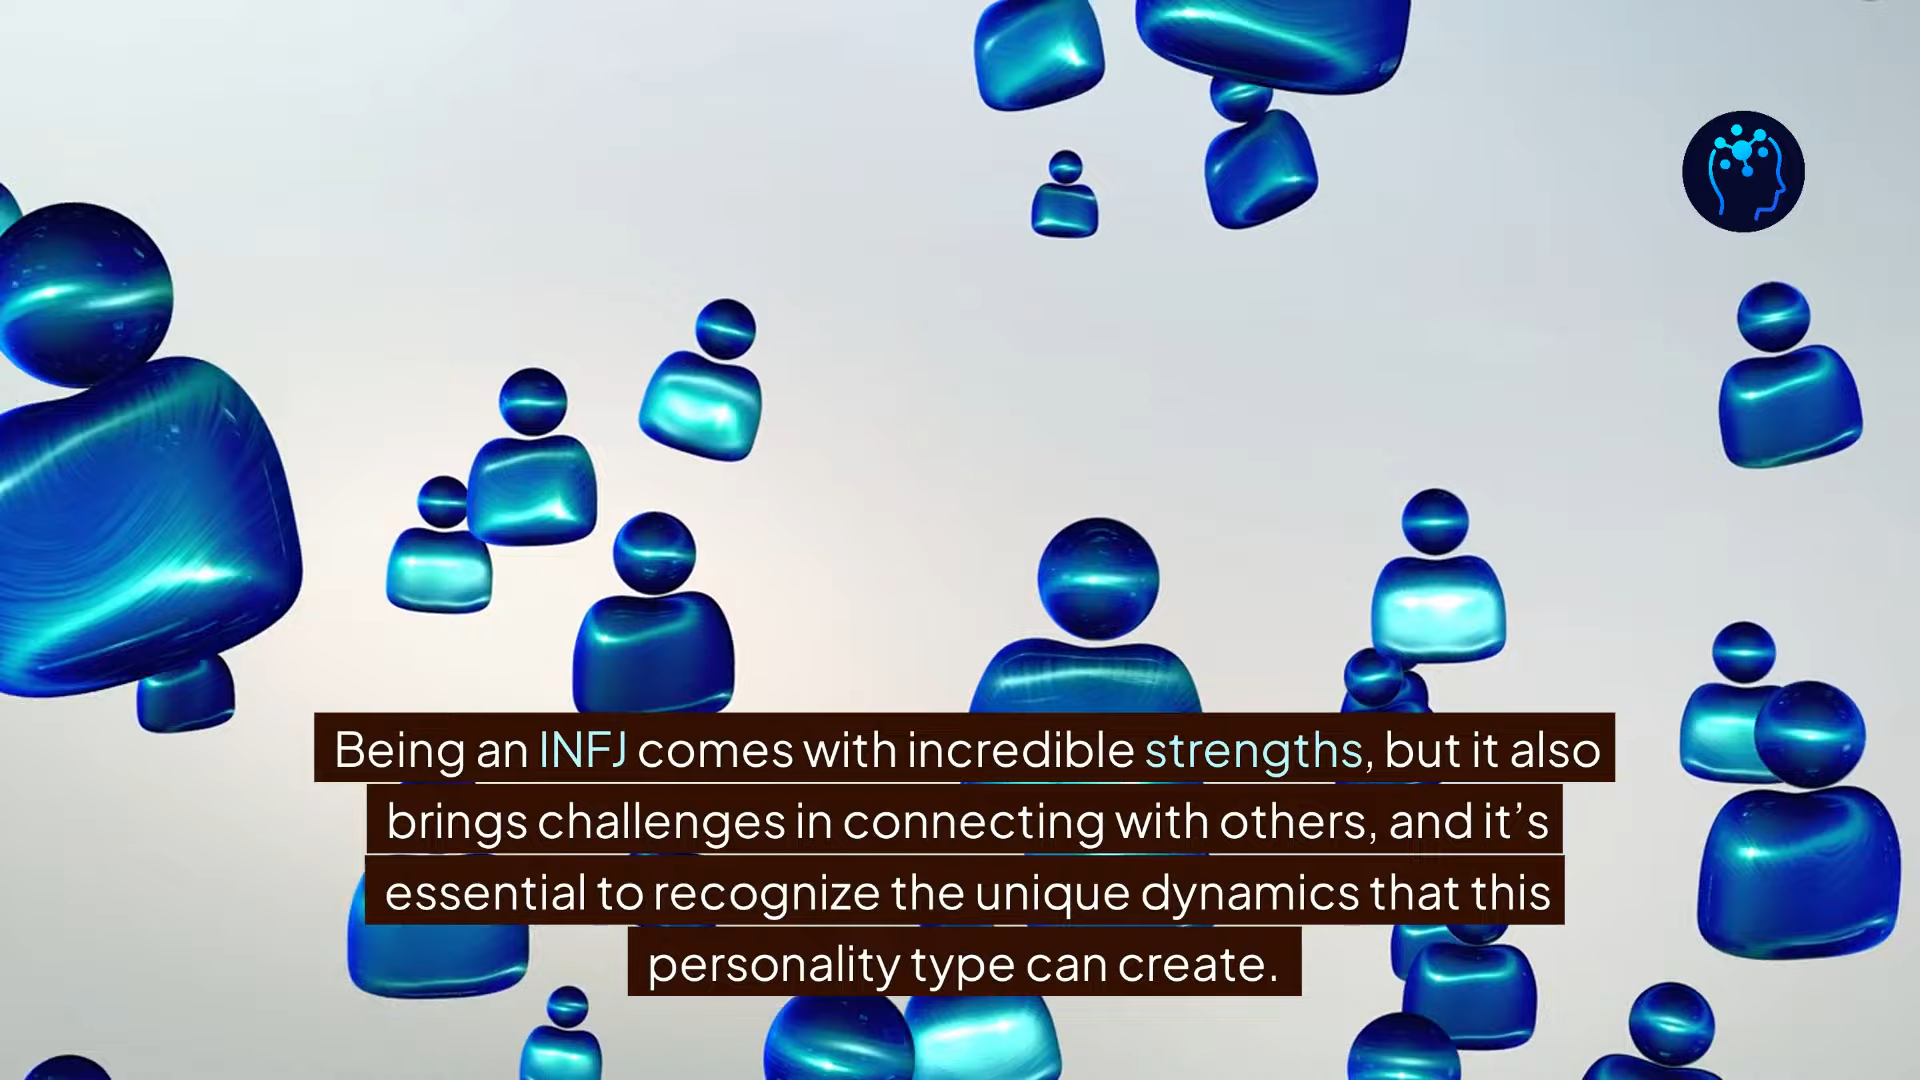 Being an INFJ comes with incredible strengths, but it also
brings challenges in connecting with others, and it’s
essential to recognize the unique dynamics that this
personality type can create.